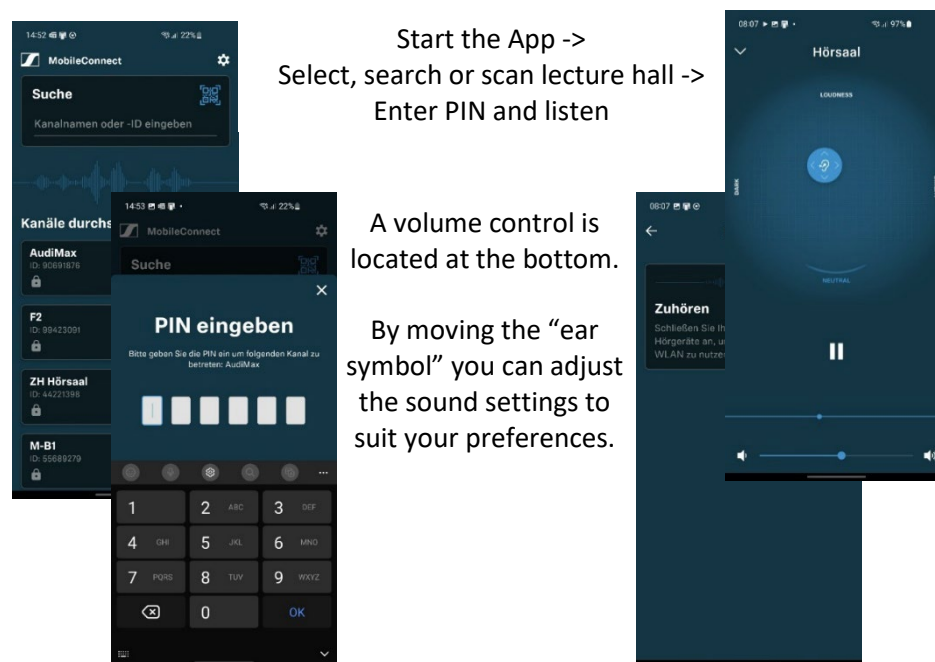 Start the App ->
Select, search or scan lecture hall ->
Enter PIN and listen
A volume control is
located at the bottom.
By moving the “ear
symbol” you can adjust
the sound settings to
suit your preferences.
14:52
22%
MobileConnect
Suche
Kanalnamen oder -ID eingeben
Kanäle durchs
AudiMax
ID: 90691876
F2
ID: 99423091
ZH Hörsaal
ID: 44221398
M-B1
ID: 55689279
14:53
22%
MobileConnect
Suche
PIN eingeben
Bitte geben Sie die PIN ein um folgenden Kanal zu
betreten: AudiMax
1
2 ABC
3 DEF
4 GHI
5 JKL
6 MNO
7 PQRS
8 TUV
9 WXYZ
0
OK
08:07
Zuhören
Schließen Sie Ih
Hörgeräte an, u
WLAN zu nutze
08:07
97%
Hörsaal
LOUDNESS
DARK
NEUTRAL